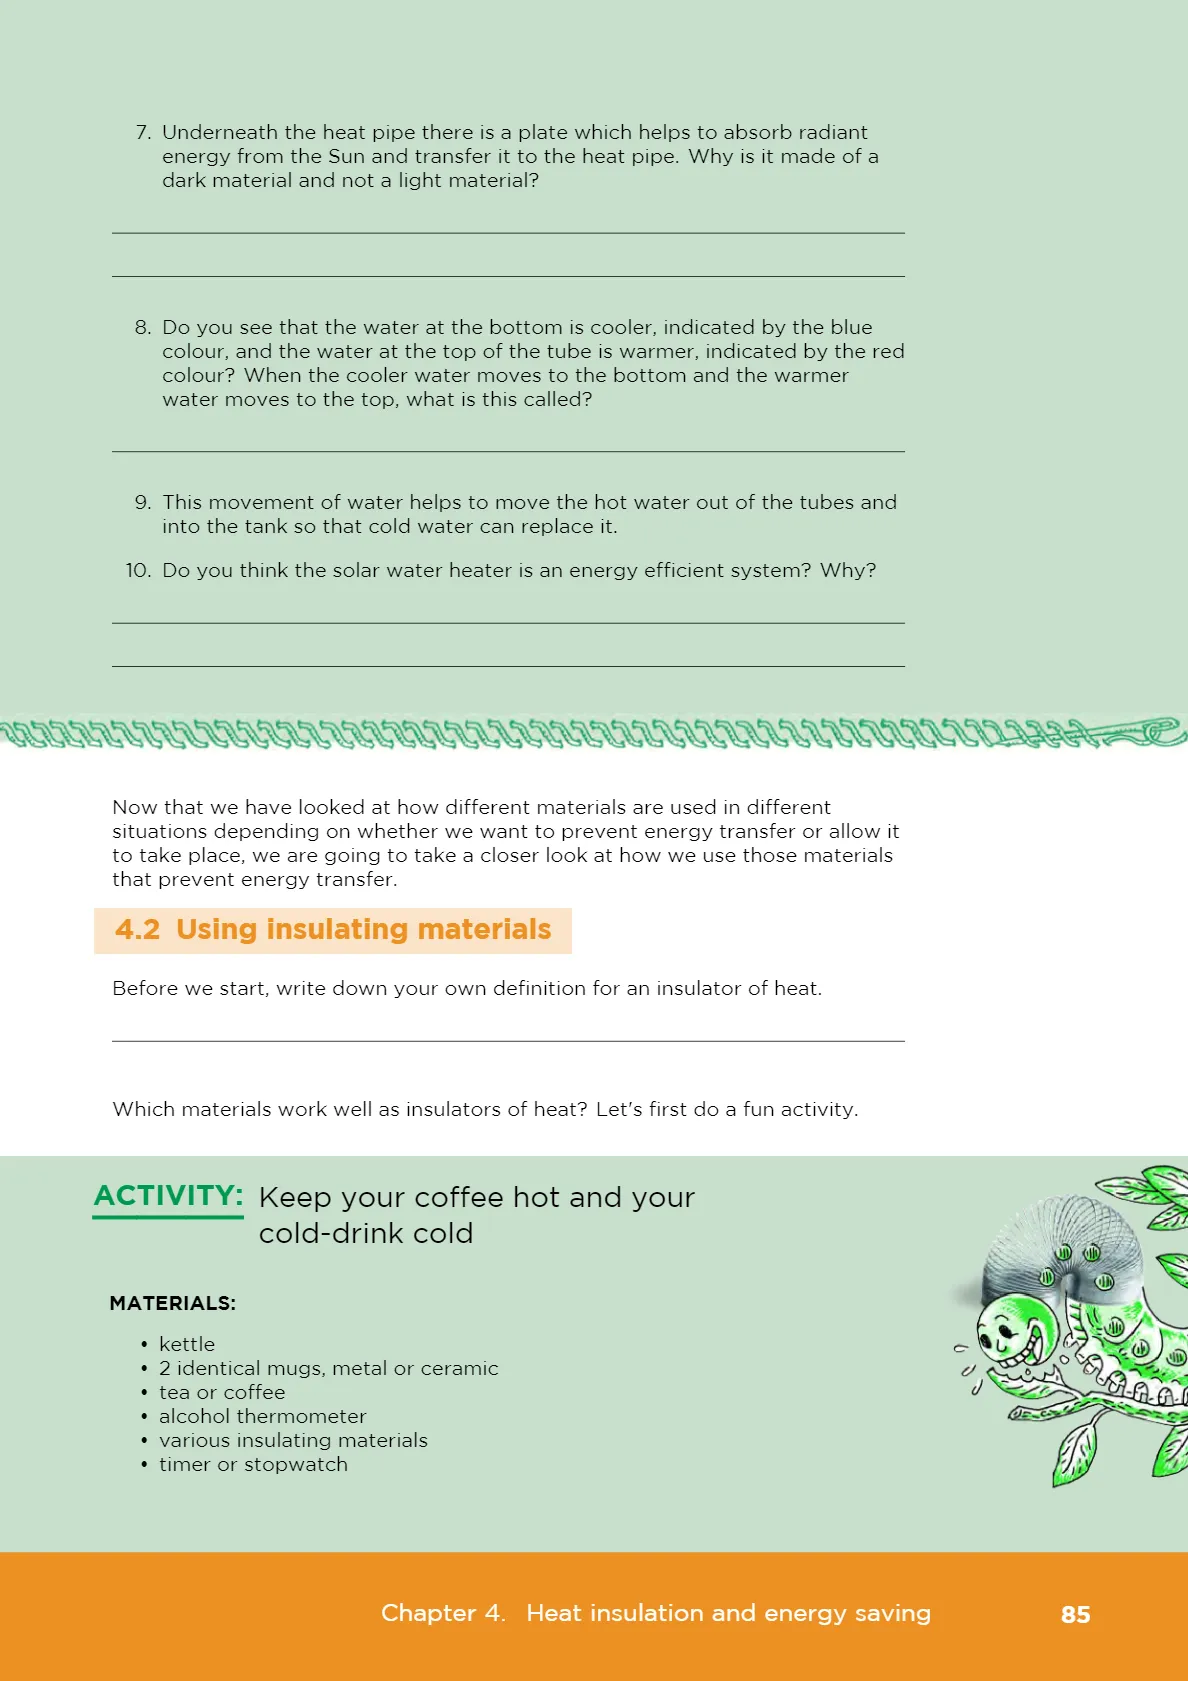 7. Underneath the heat pipe there is a plate which helps to absorb radiant
energy from the Sun and transfer it to the heat pipe. Why is it made of a
dark material and not a light material?
8. Do you see that the water at the bottom is cooler, indicated by the blue
colour, and the water at the top of the tube is warmer, indicated by the red
colour? When the cooler water moves to the bottom and the warmer
water moves to the top, what is this called?
9. This movement of water helps to move the hot water out of the tubes and
into the tank so that cold water can replace it.
10. Do you think the solar water heater is an energy efficient system? Why?
Now that we have looked at how different materials are used in different
situations depending on whether we want to prevent energy transfer or allow it
to take place, we are going to take a closer look at how we use those materials
that prevent energy transfer.
4.2 Using insulating materials
Before we start, write down your own definition for an insulator of heat.
Which materials work well as insulators of heat? Let's first do a fun activity.
ACTIVITY: Keep your coffee hot and your
cold-drink cold
MATERIALS:
• kettle
• 2 identical mugs, metal or ceramic
• tea or coffee
• alcohol thermometer
• various insulating materials
• timer or stopwatch
Chapter 4. Heat insulation and energy saving 85